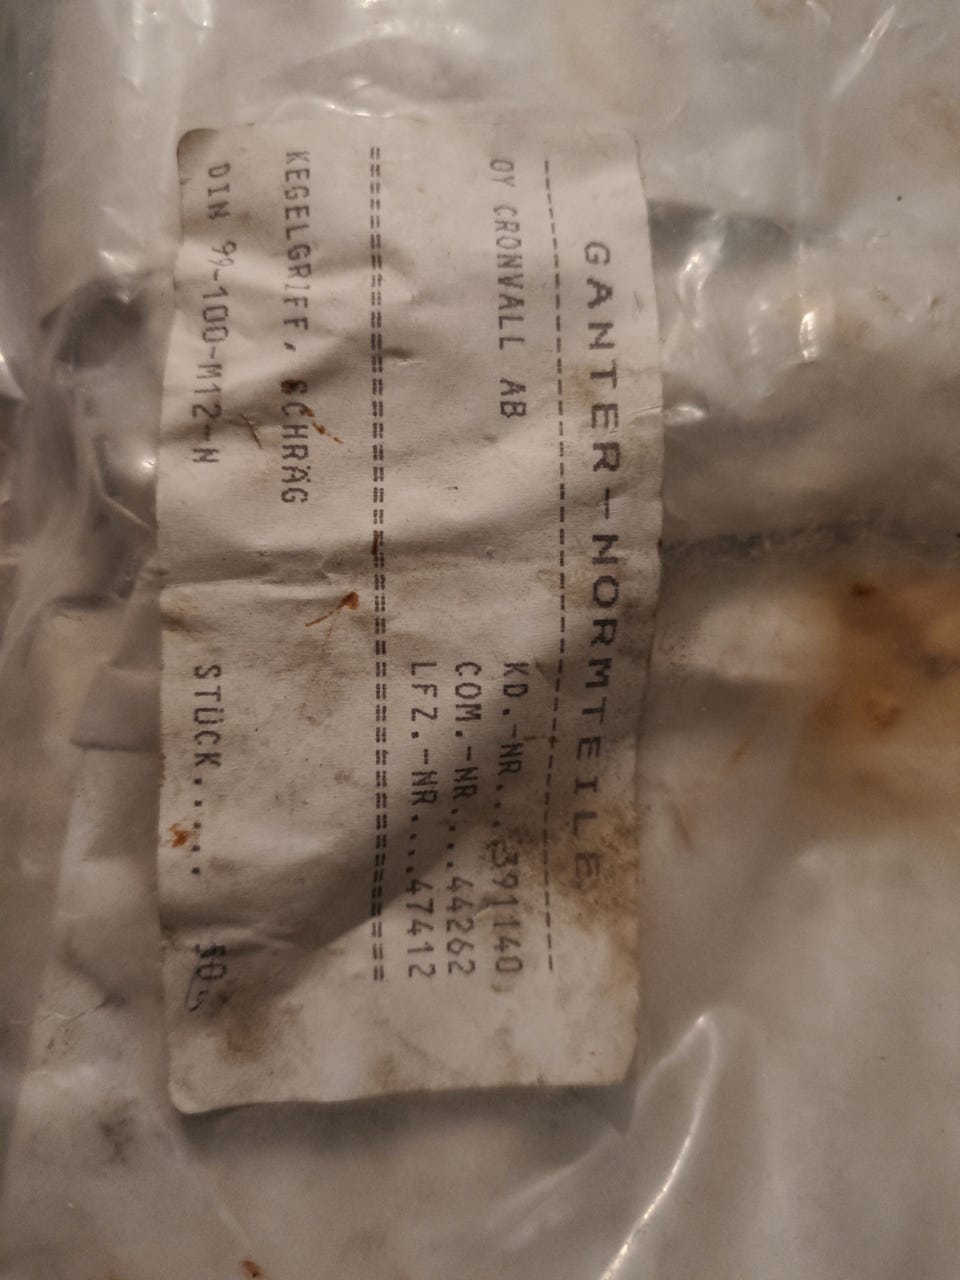 GANTER-NORMTEILE
--------------------------------
OY CRONVALL AB
KD.-NR...391140
COM.-NR...44262
LFZ.-NR...47412
========================================
KEGELGRIFF, SCHRÄG
DIN 99-100-M12-N STÜCK.....